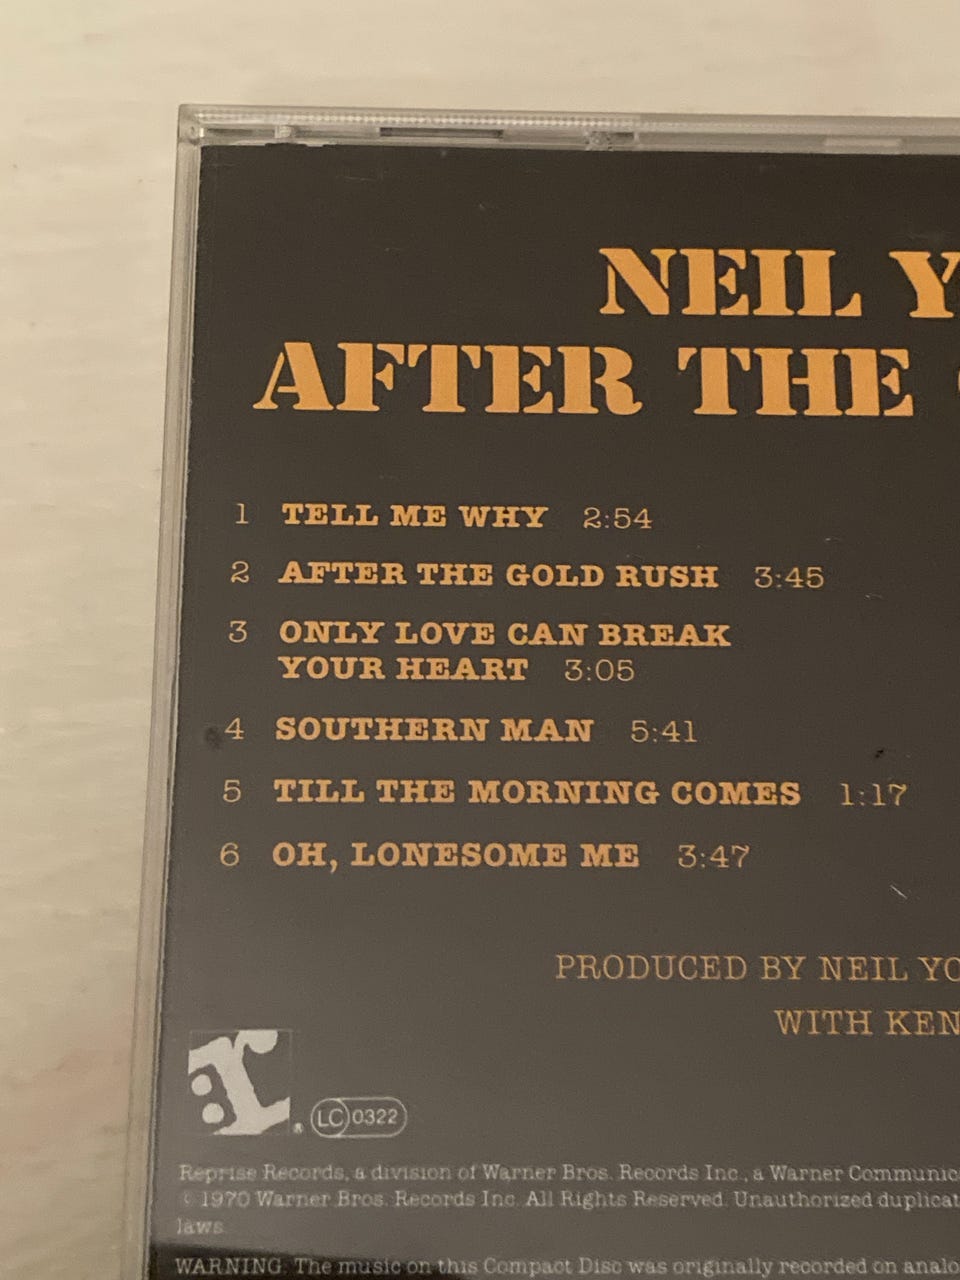 NEIL Y
AFTER THE
1 TELL ME WHY 2:54
2 AFTER THE GOLD RUSH 3:45
3 ONLY LOVE CAN BREAK
YOUR HEART 3:05
4 SOUTHERN MAN 5:41
5 TILL THE MORNING COMES 1:17
6 OH, LONESOME ME 3:47
PRODUCED BY NEIL YO
WITH KEN
r:
® LC 0322
Reprise Records, a division of Warner Bros. Records Inc., a Warner Communic
© 1970 Warner Bros. Records Inc. All Rights Reserved. Unauthorized duplicat
laws.
WARNING: The music on this Compact Disc was originally recorded on analo